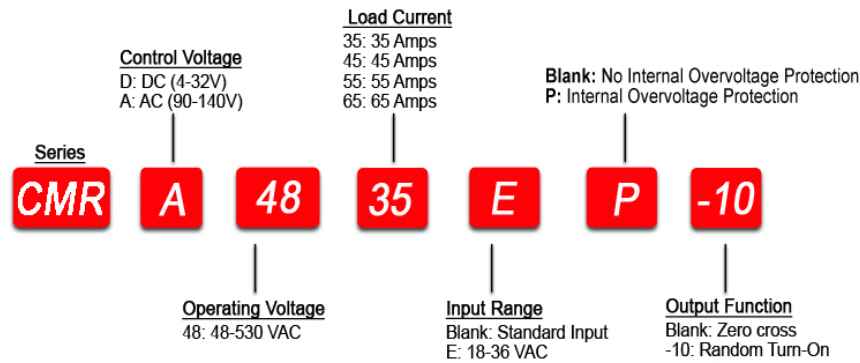 Load Current
35: 35 Amps
45: 45 Amps
55: 55 Amps
65: 65 Amps
Control Voltage
D: DC (4-32V)
A: AC (90-140V)
Blank: No Internal Overvoltage Protection
P: Internal Overvoltage Protection
Series
CMR A 48 35 E P -10
Operating Voltage
48: 48-530 VAC
Input Range
Blank: Standard Input
E: 18-36 VAC
Output Function
Blank: Zero cross
-10: Random Turn-On